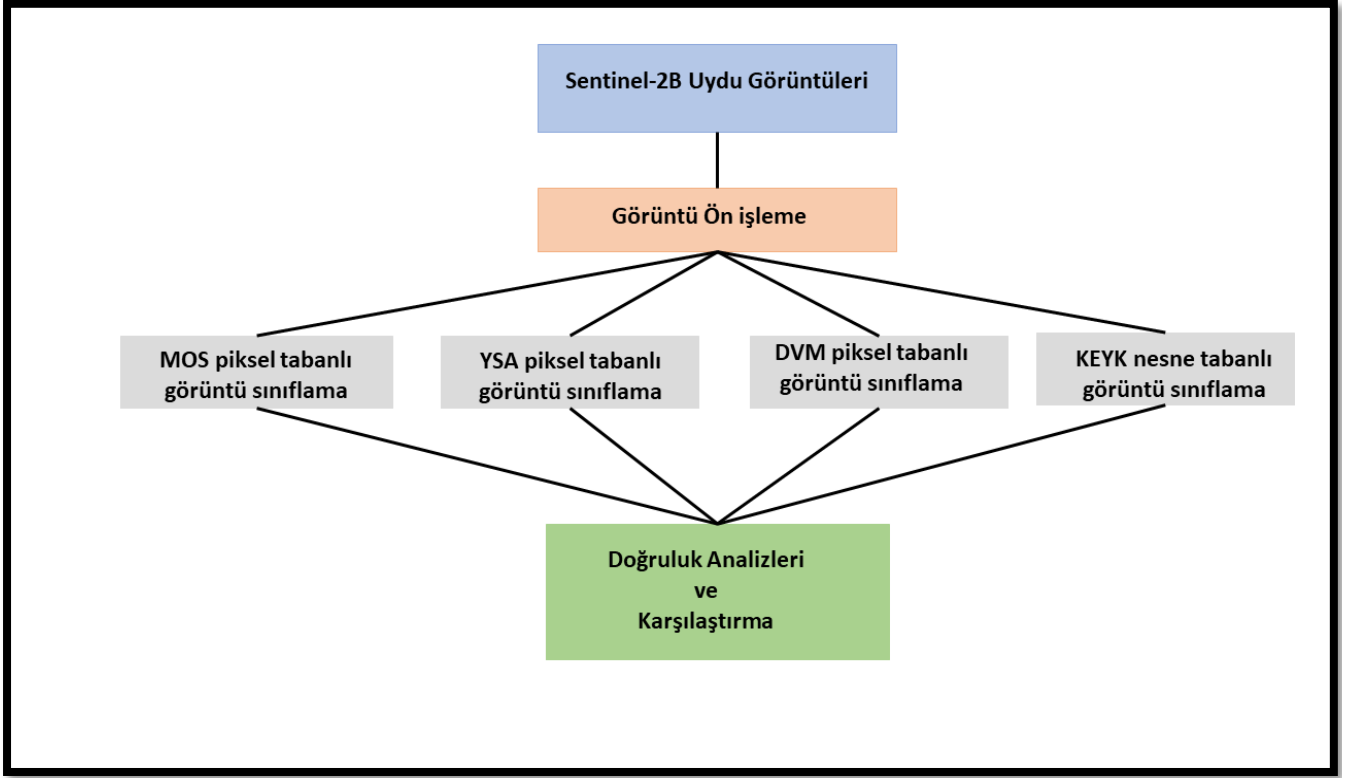 Sentinel-2B Uydu Görüntüleri
Görüntü Ön işleme
MOS piksel tabanlı
görüntü sınıflama
YSA piksel tabanlı
görüntü sınıflama
DVM piksel tabanlı
görüntü sınıflama
KEYK nesne tabanlı
görüntü sınıflama
Doğruluk Analizleri
ve
Karşılaştırma